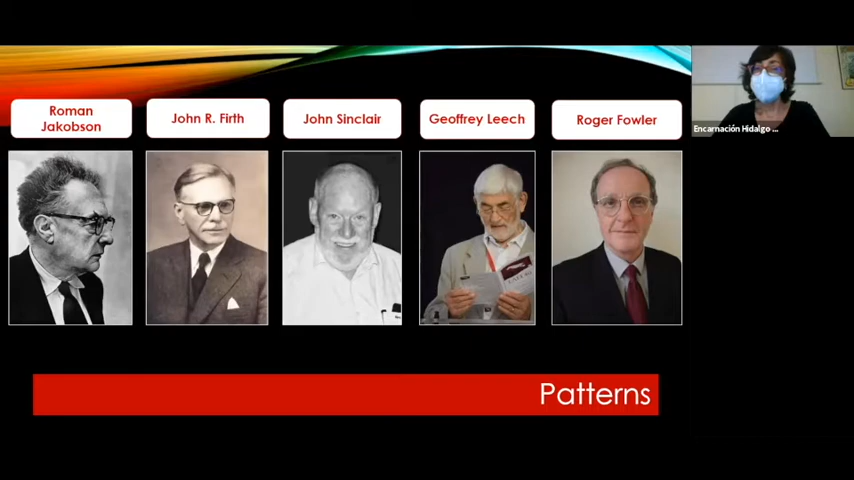 Roman
Jakobson
John R. Firth
John Sinclair
Geoffrey Leech
Roger Fowler
Encarnación Hidalgo ...
Patterns